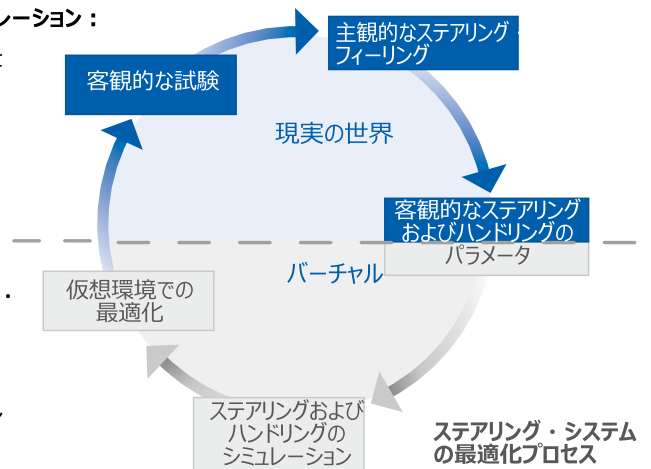 レーション：
主観的なステアリング・
フィーリング
客観的な試験
現実の世界
客観的なステアリング
およびハンドリングの
パラメータ
バーチャル
仮想環境での
最適化
ステアリングおよび
ハンドリングの
シミュレーション
ステアリング・システム
の最適化プロセス